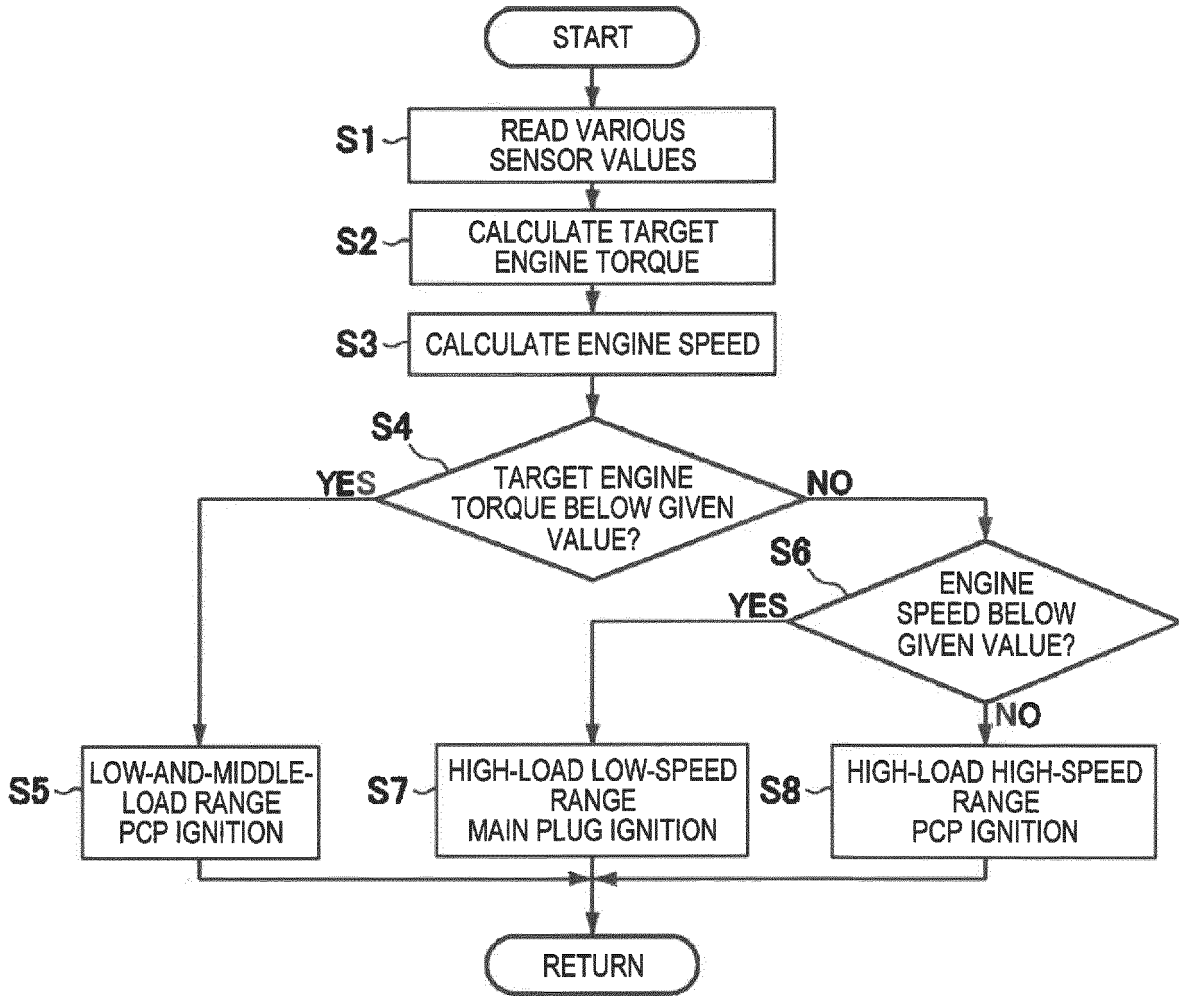 START
S1
READ VARIOUS
SENSOR VALUES
S2
CALCULATE TARGET
ENGINE TORQUE
S3
CALCULATE ENGINE SPEED
S4
YES
TARGET ENGINE
TORQUE BELOW GIVEN
VALUE?
NO
S6
YES
ENGINE
SPEED BELOW
GIVEN VALUE?
NO
S5
LOW-AND-MIDDLE-
LOAD RANGE
PCP IGNITION
S7
HIGH-LOAD LOW-SPEED
RANGE
MAIN PLUG IGNITION
S8
HIGH-LOAD HIGH-SPEED
RANGE
PCP IGNITION
RETURN